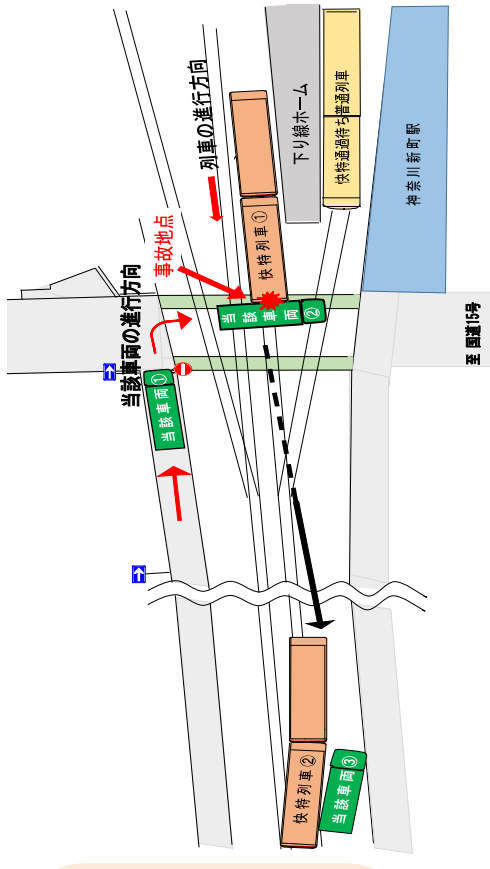 列車の進行方向
下り線ホーム
快特通過待ち普通列車
神奈川新町駅
事故地点
快特列車①
当該車両の進行方向
当該車両②
当該車両①
至 国道15号
快特列車②
当該車両③